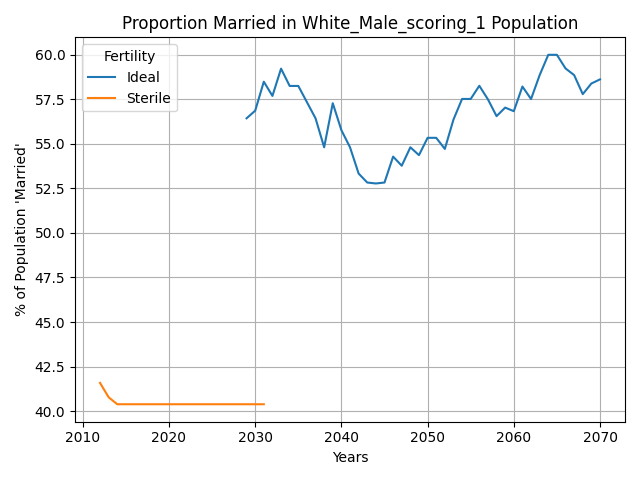 Proportion Married in White_Male_scoring_1 Population
Fertility
Ideal
Sterile
% of Population 'Married'
60.0
57.5
55.0
52.5
50.0
47.5
45.0
42.5
40.0
2010 2020 2030 2040 2050 2060 2070
Years